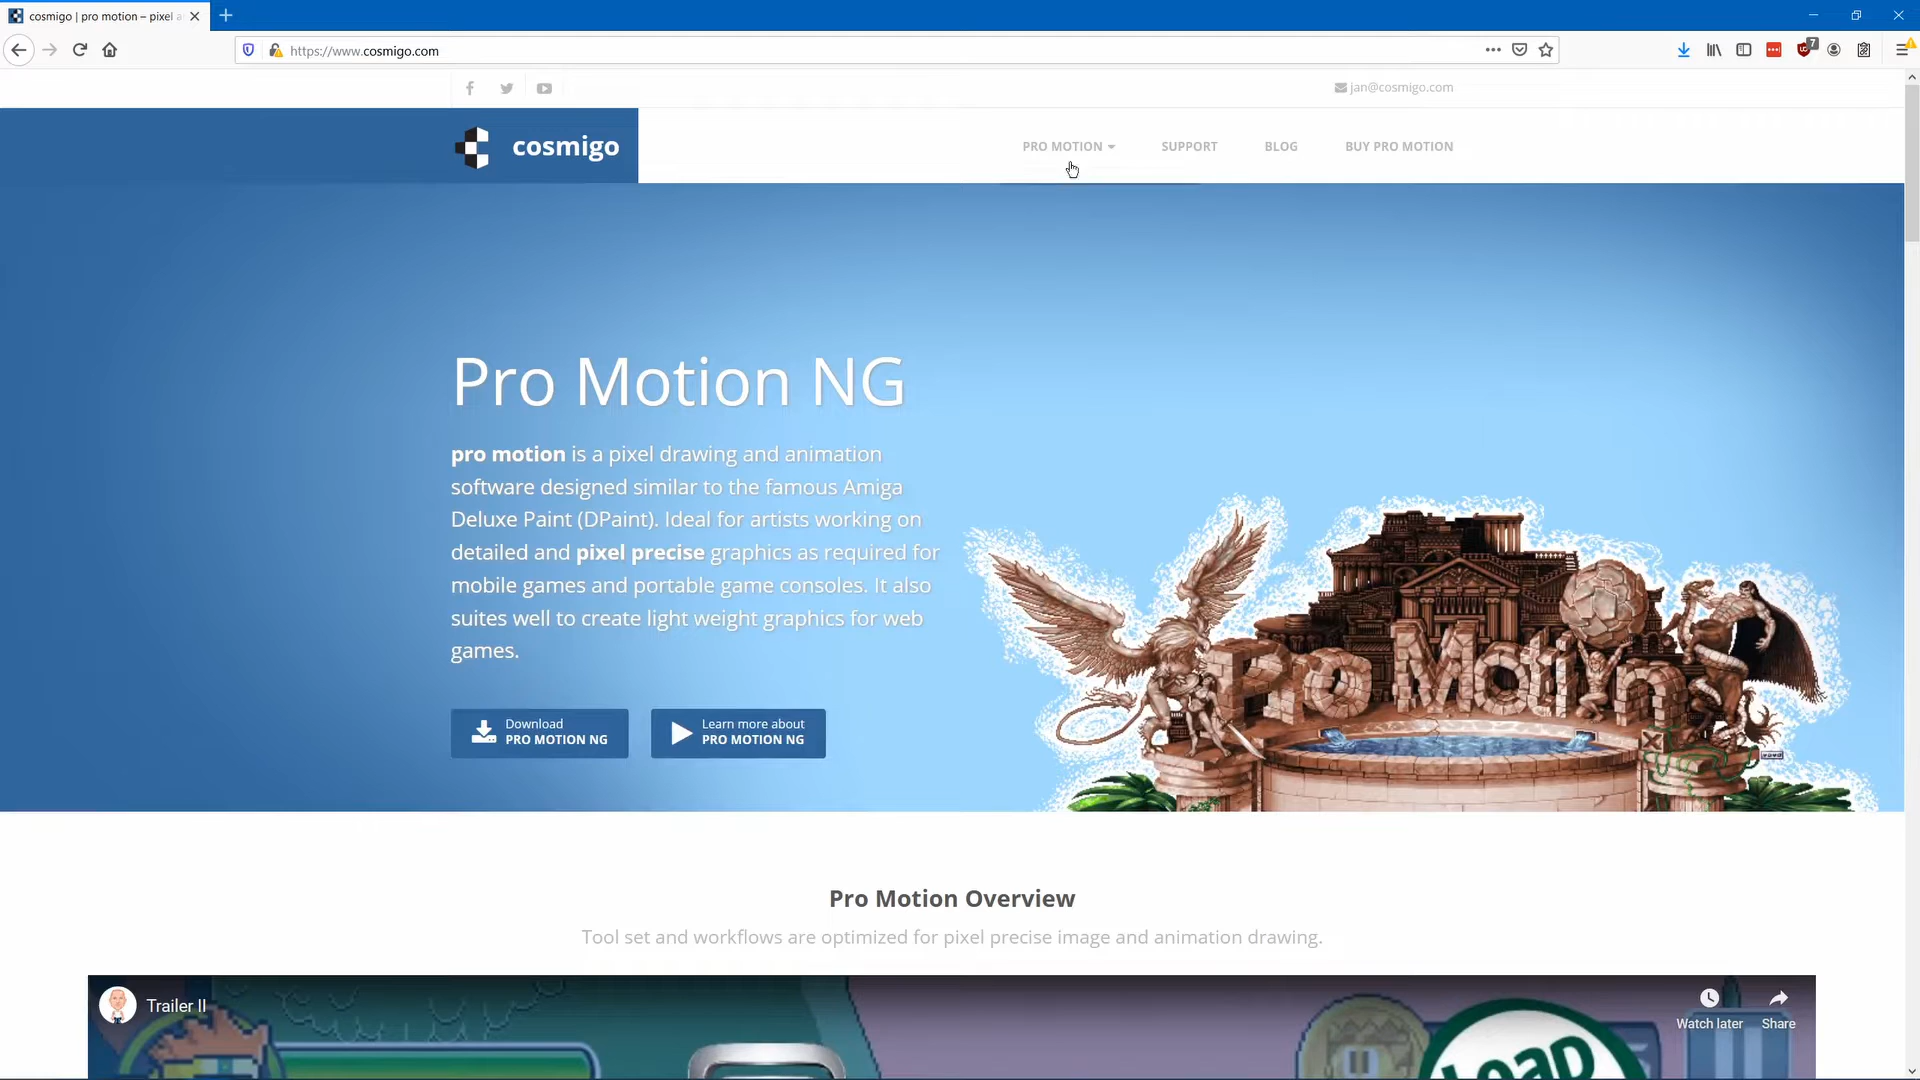 cosmigo | pro motion – pixel a
https://www.cosmigo.com
7
jan@cosmigo.com
cosmigo
PRO MOTION
SUPPORT
BLOG
BUY PRO MOTION
Pro Motion NG
pro motion is a pixel drawing and animation
software designed similar to the famous Amiga
Deluxe Paint (DPaint). Ideal for artists working on
detailed and pixel precise graphics as required for
mobile games and portable game consoles. It also
suites well to create light weight graphics for web
games.
Pro Motion
Download
PRO MOTION NG
Learn more about
PRO MOTION NG
Pro Motion Overview
Tool set and workflows are optimized for pixel precise image and animation drawing.
Trailer II
Watch later
Share
Leap